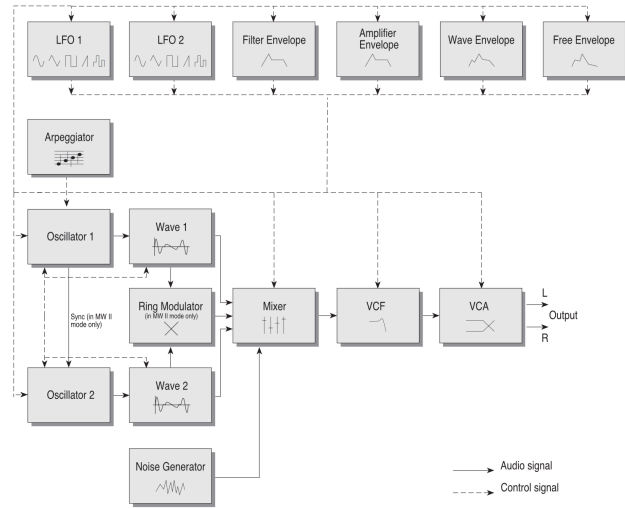 LFO 1
LFO 2
Filter Envelope
Amplifier
Envelope
Wave Envelope
Free Envelope
Arpeggiator
Oscillator 1
Wave 1
Sync (in MW II
mode only)
Ring Modulator
(in MW II mode only)
Mixer
VCF
VCA
L
Output
R
Oscillator 2
Wave 2
Noise Generator
Audio signal
Control signal